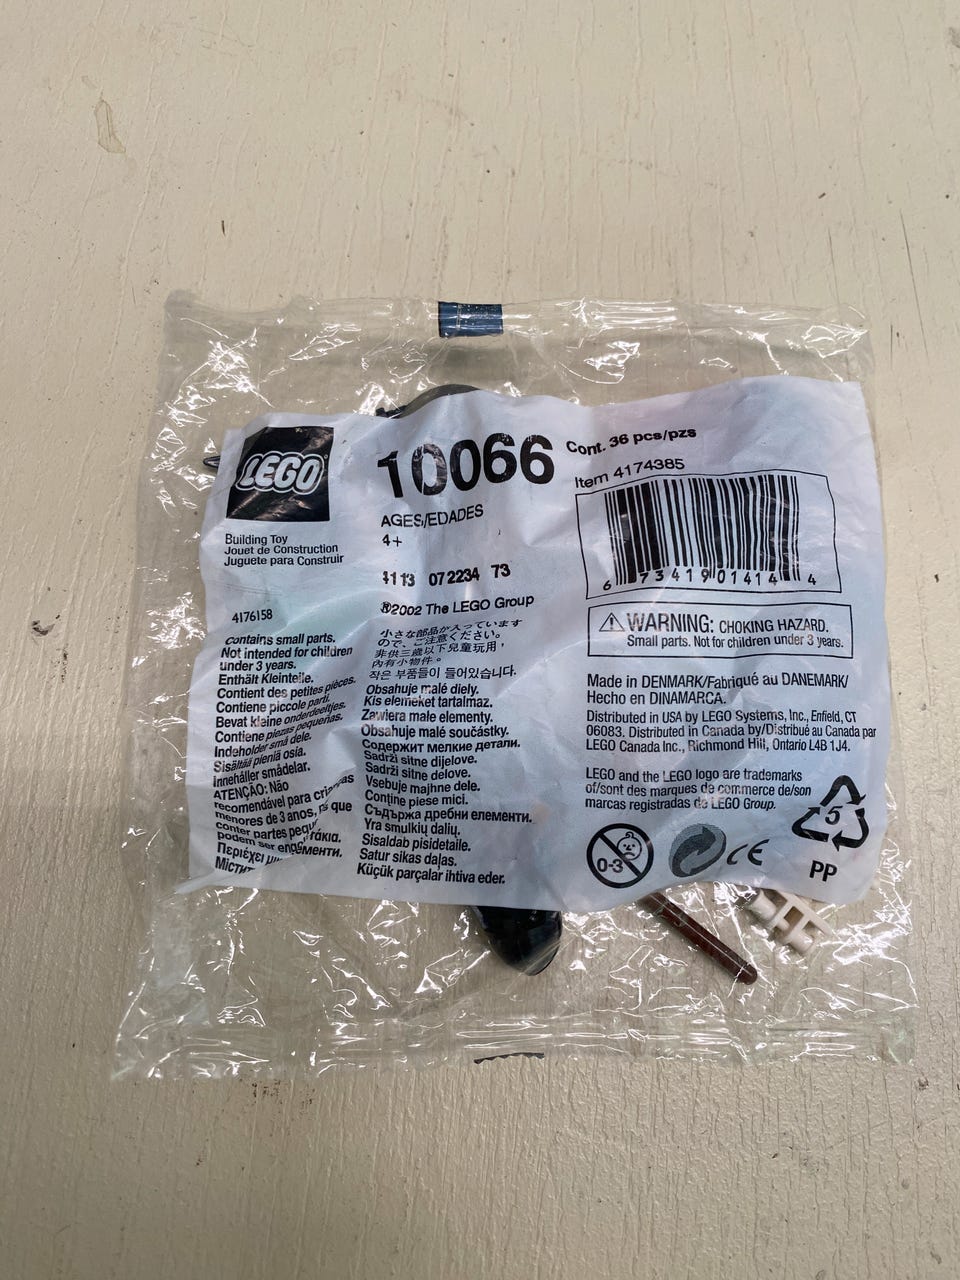 LEGO
Building Toy
Jouet de Construction
Juguete para Construir
4176158
Contains small parts.
Not intended for children
under 3 years.
Enthält Kleinteile.
Contient des petites pièces.
Contiene piccole parti.
Bevat kleine onderdeeltjes.
Contiene piezas pequeñas.
Indeholder små dele.
Sisältää pieniä osia.
Innehåller smådelar.
ATENÇÃO: Não
recomendável para crianças
menores de 3 anos, que
conter partes
podem ser
Περιέχει
10066
AGES/EDADES
4+
4113 072234 73
®2002 The LEGO Group
小さな部品が入っています
ので、ご注意ください。
非供三歲以下兒童玩用，
內有小物件。
작은 부품들이 들어있습니다.
Obsahuje malé diely.
Kis elemeket tartalmaz.
Zawiera małe elementy.
Obsahuje malé součástky.
Содержит мелкие детали.
Sadrži sitne dijelove.
Sadrži sitne delove.
Vsebuje majhne dele.
Conţine piese mici.
Съдържа дребни елементи.
Yra smulkių dalių.
Sisaldab pisidetaile.
Satur sīkas daļas.
Küçük parçalar ihtiva eder.
Cont. 36 pcs/pzs
Item 4174385
6 73419 01414 4
WARNING: CHOKING HAZARD.
Small parts. Not for children under 3 years.
Made in DENMARK/Fabriqué au DANEMARK/
Hecho en DINAMARCA.
Distributed in USA by LEGO Systems, Inc., Enfield, CT
06083. Distributed in Canada by/Distribué au Canada par
LEGO Canada Inc., Richmond Hill, Ontario L4B 1J4.
LEGO and the LEGO logo are trademarks
of/sont des marques de commerce de/son
marcas registradas de LEGO Group.
0-3
CE
5
PP